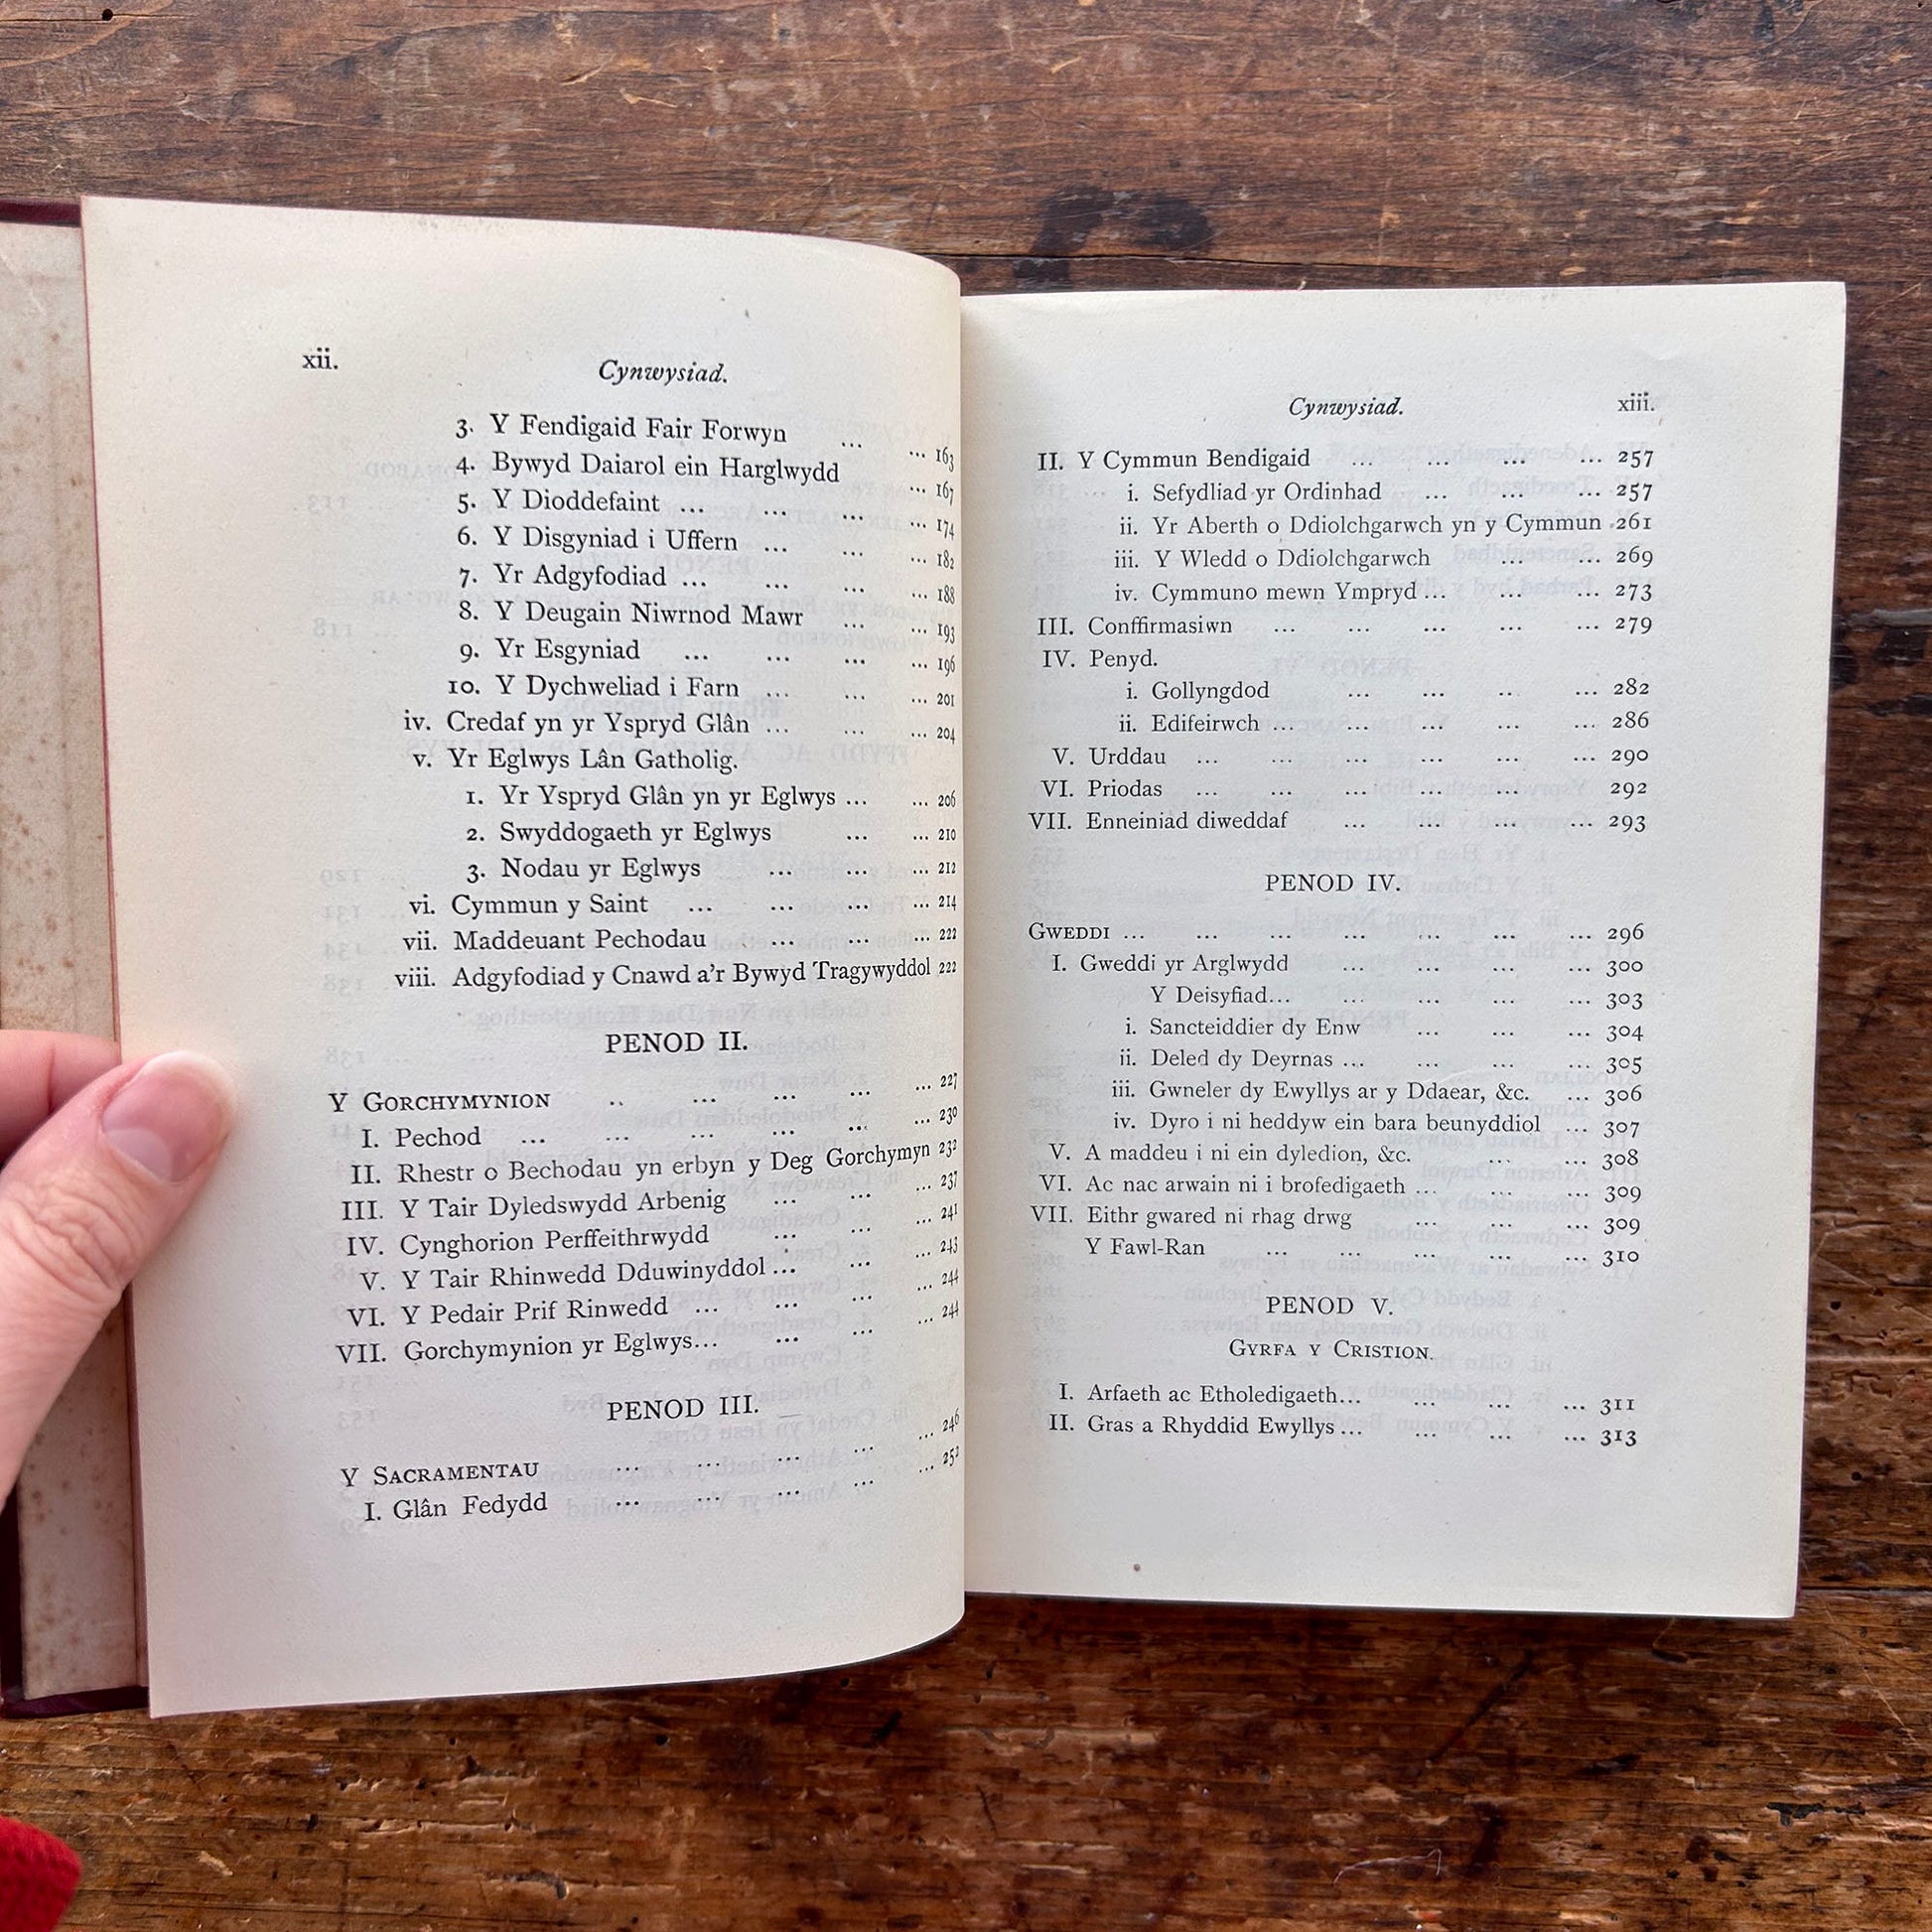 xii. Cynwysiad.
3. Y Fendigaid Fair Forwyn ... ... 163
4. Bywyd Daiarol ein Harglwydd ... 167
5. Y Dioddefaint ... ... ... ... 174
6. Y Disgyniad i Uffern ... ... ... 182
7. Yr Adgyfodiad ... ... ... ... 188
8. Y Deugain Niwrnod Mawr ... ... 193
9. Yr Esgyniad ... ... ... ... 196
10. Y Dychweliad i Farn ... ... ... 201
iv. Credaf yn yr Yspryd Glân ... ... ... 204
v. Yr Eglwys Lân Gatholig.
1. Yr Yspryd Glân yn yr Eglwys ... ... 206
2. Swyddogaeth yr Eglwys ... ... 210
3. Nodau yr Eglwys ... ... ... 212
vi. Cymmun y Saint ... ... ... ... 214
vii. Maddeuant Pechodau ... ... ... 222
viii. Adgyfodiad y Cnawd a'r Bywyd Tragywyddol 222
PENOD II.
Y GORCHYMYNION .. ... ... ... ... 227
I. Pechod ... ... ... ... ... ... 230
II. Rhestr o Bechodau yn erbyn y Deg Gorchymyn 232
III. Y Tair Dyledswydd Arbenig ... ... ... 237
IV. Cynghorion Perffeithrwydd ... ... ... 241
V. Y Tair Rhinwedd Dduwinyddol ... ... ... 243
VI. Y Pedair Prif Rinwedd ... ... ... ... 244
VII. Gorchymynion yr Eglwys... ... ... ... 244
PENOD III.
Y SACRAMENTAU ... ... ... ... ... 246
I. Glân Fedydd ... ... ... ... ... 252
Cynwysiad. xiii.
II. Y Cymmun Bendigaid ... ... ... ... 257
i. Sefydliad yr Ordinhad ... ... ... 257
ii. Yr Aberth o Ddiolchgarwch yn y Cymmun . 261
iii. Y Wledd o Ddiolchgarwch ... ... 269
iv. Cymmuno mewn Ympryd ... ... ... 273
III. Conffirmasiwn ... ... ... ... ... 279
IV. Penyd.
i. Gollyngdod ... ... .. ... 282
ii. Edifeirwch ... ... ... ... ... 286
V. Urddau ... ... ... ... ... ... 290
VI. Priodas ... ... ... ... ... 292
VII. Enneiniad diweddaf ... ... ... ... 293
PENOD IV.
GWEDDI ... ... ... ... ... ... ... 296
I. Gweddi yr Arglwydd ... ... ... ... 300
Y Deisyfiad... ... ... ... ... 303
i. Sancteiddier dy Enw ... ... ... 304
ii. Deled dy Deyrnas ... ... ... ... 305
iii. Gwneler dy Ewyllys ar y Ddaear, &c. ... 306
iv. Dyro i ni heddyw ein bara beunyddiol ... 307
V. A maddeu i ni ein dyledion, &c. ... ... 308
VI. Ac nac arwain ni i brofedigaeth ... ... ... 309
VII. Eithr gwared ni rhag drwg ... ... ... 309
Y Fawl-Ran ... ... ... ... ... 310
PENOD V.
GYRFA Y CRISTION.
I. Arfaeth ac Etholedigaeth... ... ... ... 311
II. Gras a Rhyddid Ewyllys ... ... ... ... 313